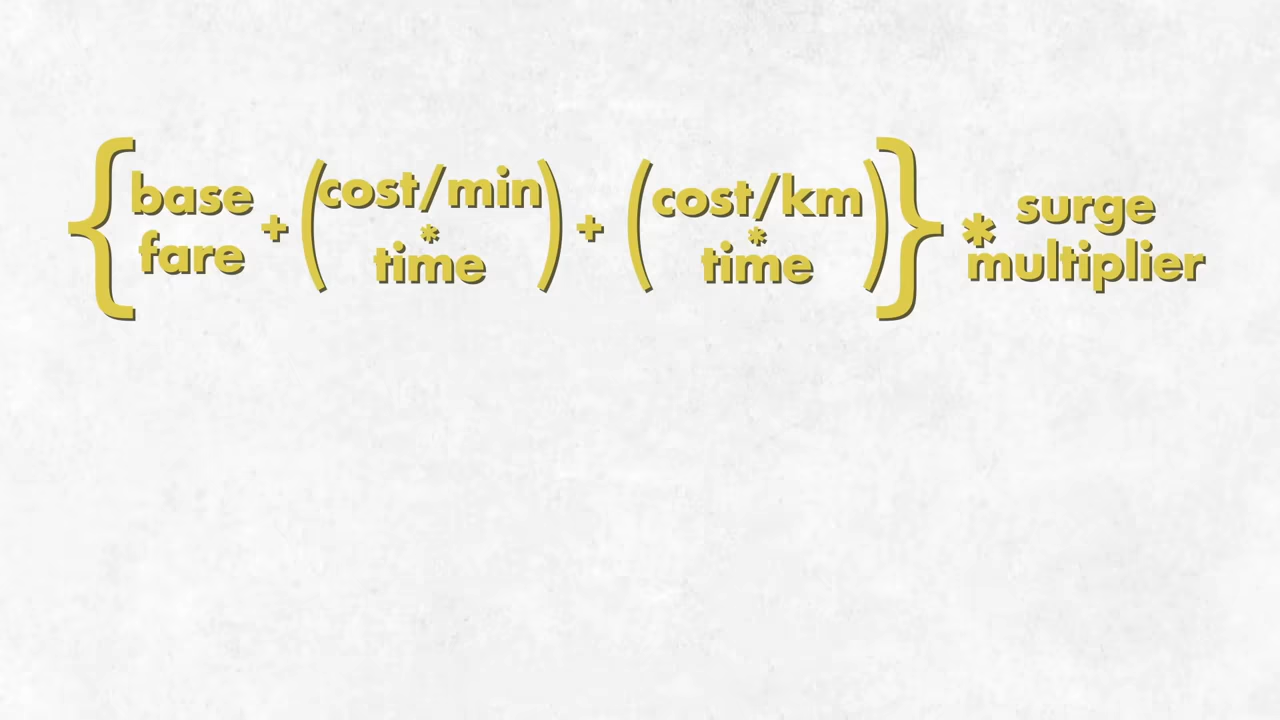 {base fare + (cost/min * time) + (cost/km * time)} * surge multiplier